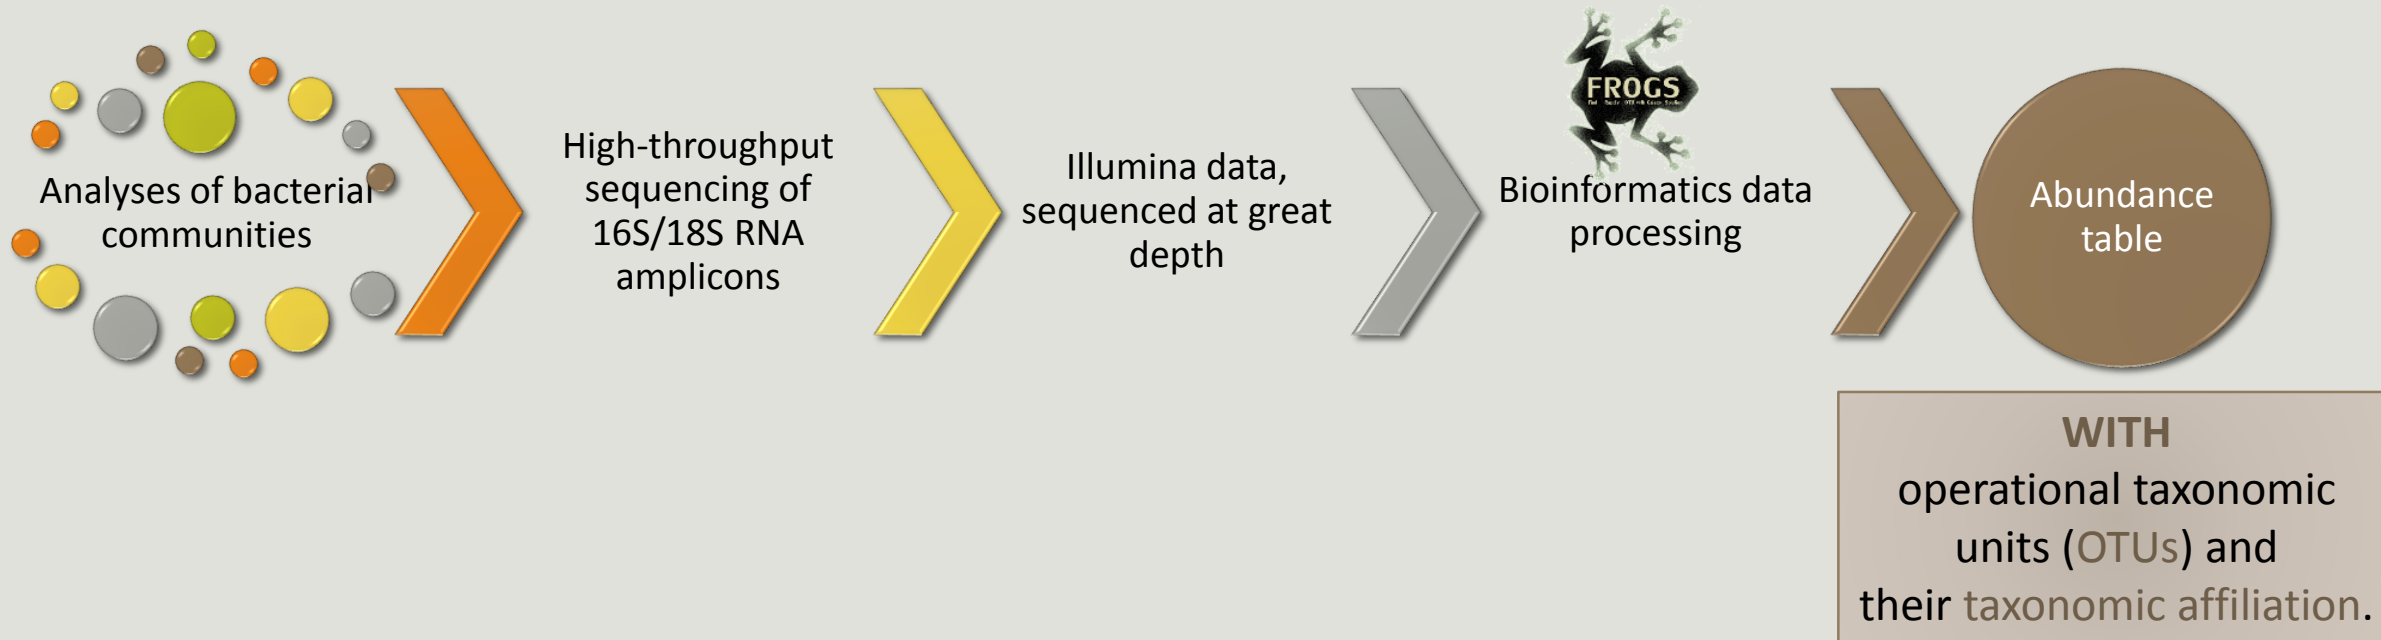 Analyses of bacterial
communities
High-throughput
sequencing of
16S/18S RNA
amplicons
Illumina data,
sequenced at great
depth
FROGS
Bioinformatics data
processing
Abundance
table
WITH
operational taxonomic
units (OTUs) and
their taxonomic affiliation.